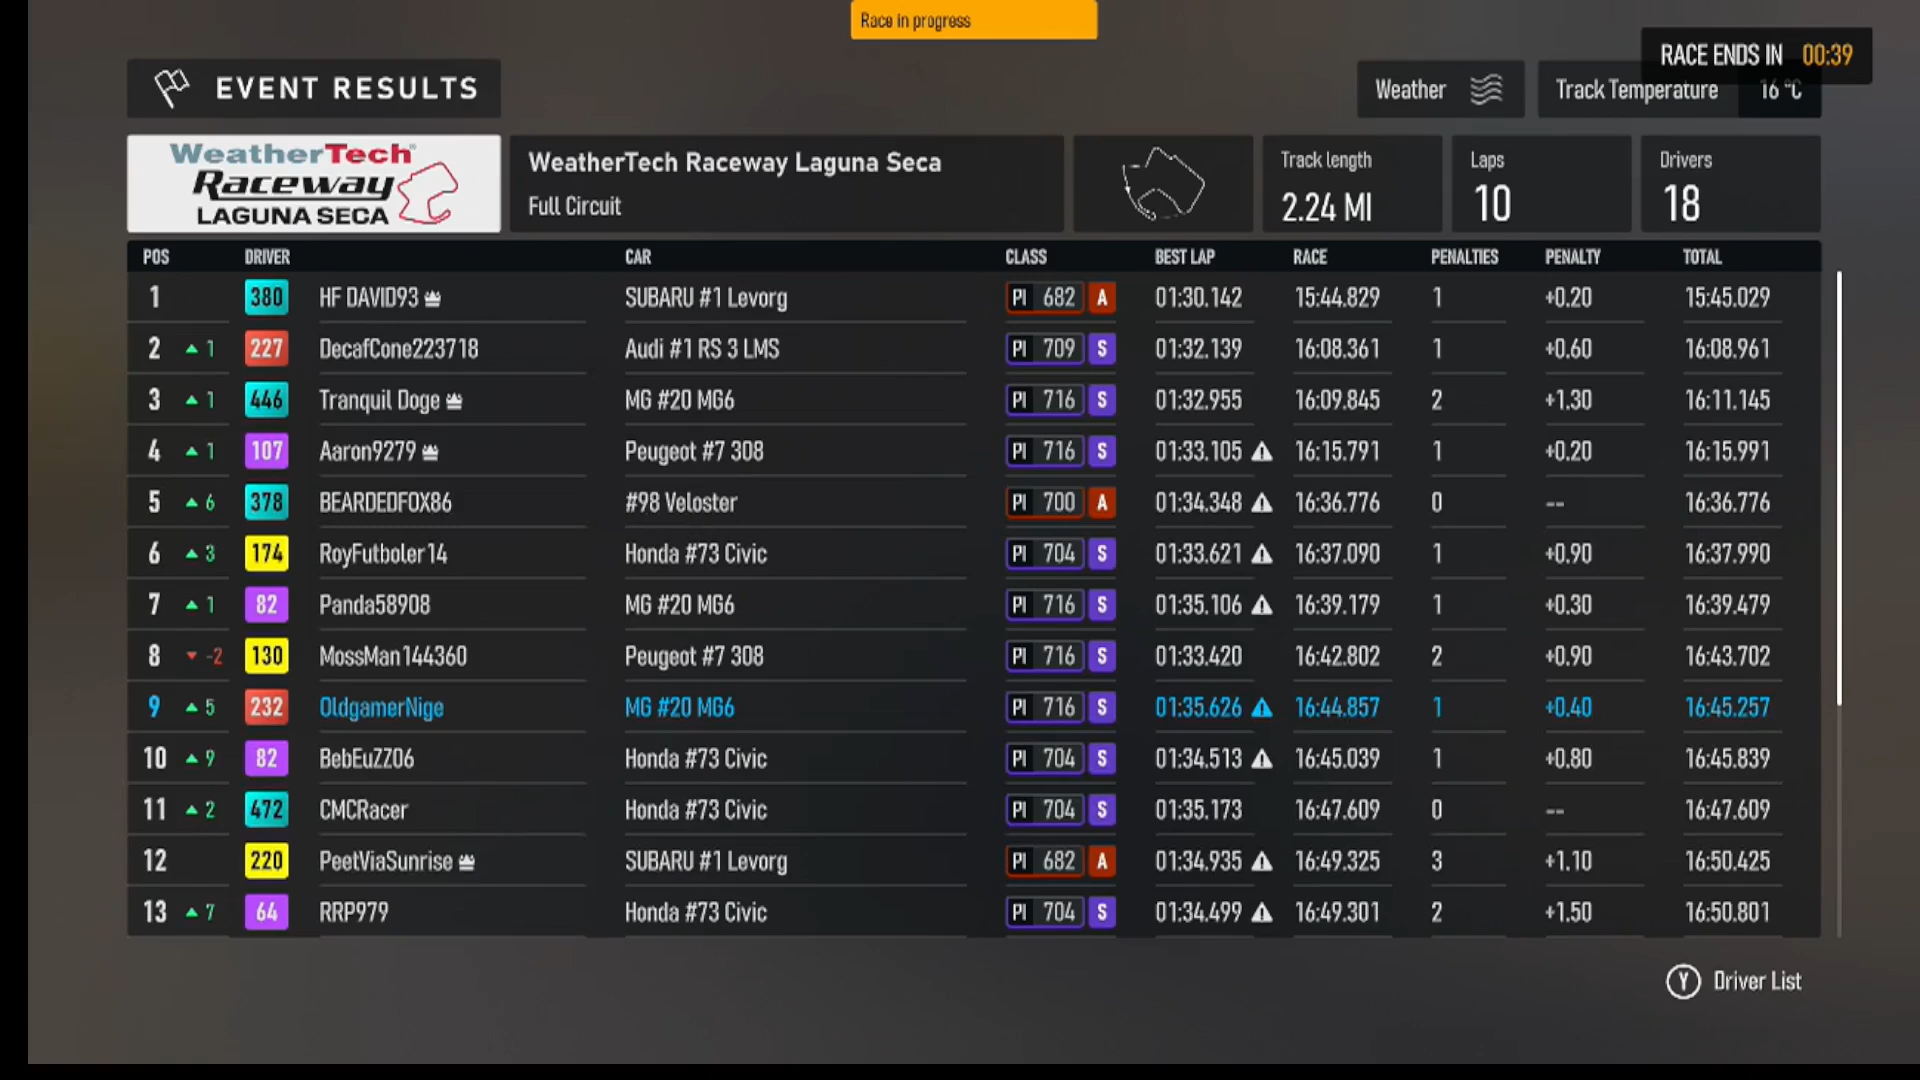 Race in progress
RACE ENDS IN 00:39
EVENT RESULTS
Weather
Track Temperature 16 °C
WeatherTech
Raceway
LAGUNA SECA
WeatherTech Raceway Laguna Seca
Full Circuit
Track length
2.24 MI
Laps
10
Drivers
18
POS DRIVER CAR CLASS BEST LAP RACE PENALTIES PENALTY TOTAL
1 380 HF DAVID93 SUBARU #1 Levorg PI 682 A 01:30.142 15:44.829 1 +0.20 15:45.029
2 1 227 DecafCone223718 Audi #1 RS 3 LMS PI 709 S 01:32.139 16:08.361 1 +0.60 16:08.961
3 1 446 Tranquil Doge MG #20 MG6 PI 716 S 01:32.955 16:09.845 2 +1.30 16:11.145
4 1 107 Aaron9279 Peugeot #7 308 PI 716 S 01:33.105 16:15.791 1 +0.20 16:15.991
5 6 378 BEARDEDFOX86 #98 Veloster PI 700 A 01:34.348 16:36.776 0 -- 16:36.776
6 3 174 RoyFutboler14 Honda #73 Civic PI 704 S 01:33.621 16:37.090 1 +0.90 16:37.990
7 1 82 Panda58908 MG #20 MG6 PI 716 S 01:35.106 16:39.179 1 +0.30 16:39.479
8 -2 130 MossMan144360 Peugeot #7 308 PI 716 S 01:33.420 16:42.802 2 +0.90 16:43.702
9 5 232 OldgamerNige MG #20 MG6 PI 716 S 01:35.626 16:44.857 1 +0.40 16:45.257
10 9 82 BebEuZZ06 Honda #73 Civic PI 704 S 01:34.513 16:45.039 1 +0.80 16:45.839
11 2 472 CMCRacer Honda #73 Civic PI 704 S 01:35.173 16:47.609 0 -- 16:47.609
12 220 PeetViaSunrise SUBARU #1 Levorg PI 682 A 01:34.935 16:49.325 3 +1.10 16:50.425
13 7 64 RRP979 Honda #73 Civic PI 704 S 01:34.499 16:49.301 2 +1.50 16:50.801
Y Driver List